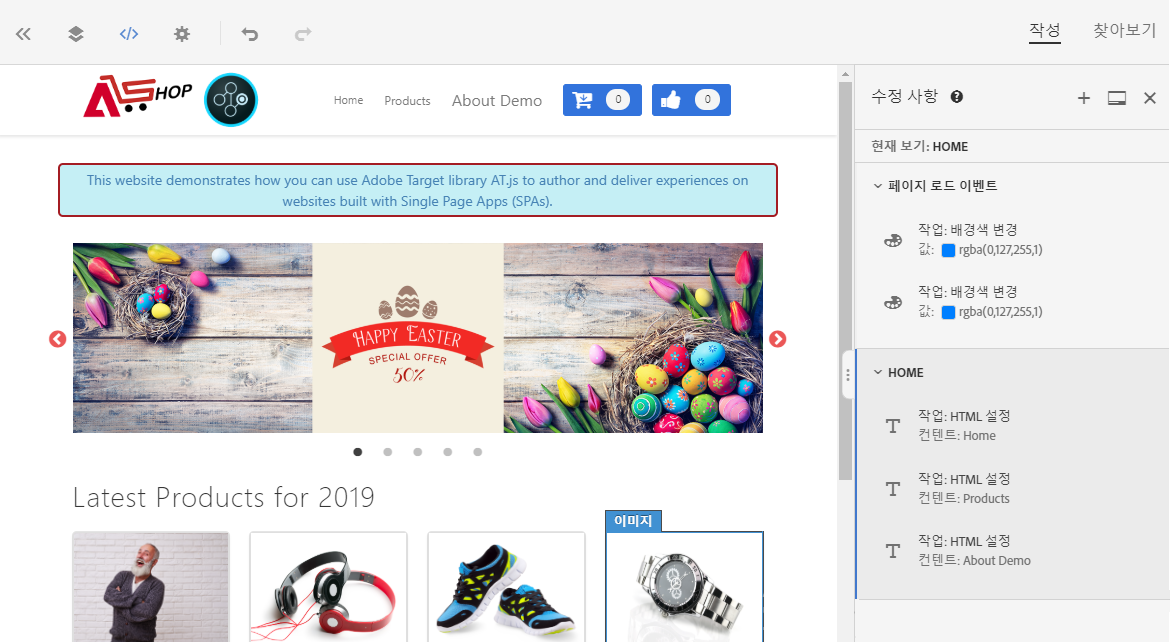 작성
찾아보기
SHOP
Home
Products
About Demo
0
0
This website demonstrates how you can use Adobe Target library AT.js to author and deliver experiences on
websites built with Single Page Apps (SPAs).
HAPPY EASTER
SPECIAL OFFER
50%
Latest Products for 2019
이미지
수정 사항
현재 보기: HOME
페이지 로드 이벤트
작업: 배경색 변경
값: rgba(0,127,255,1)
작업: 배경색 변경
값: rgba(0,127,255,1)
HOME
작업: HTML 설정
컨텐트: Home
작업: HTML 설정
컨텐트: Products
작업: HTML 설정
컨텐트: About Demo